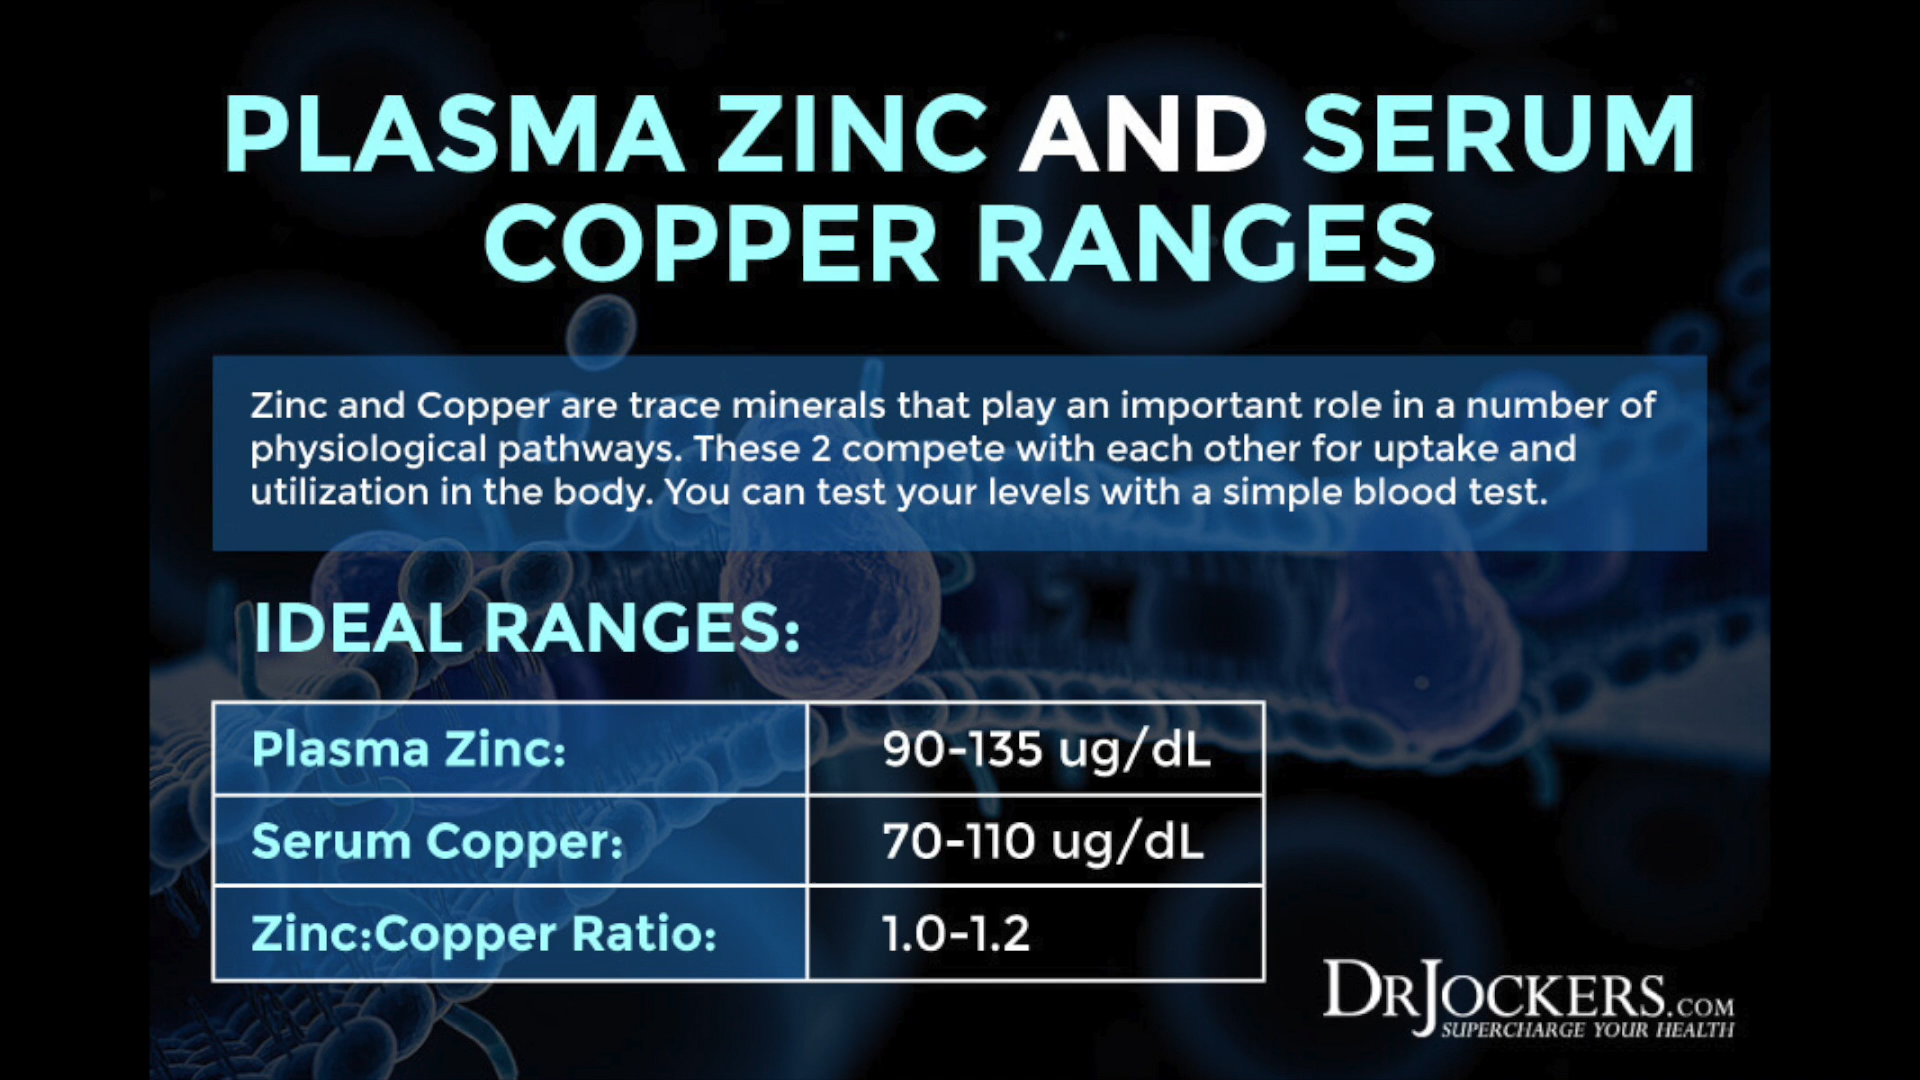 PLASMA ZINC AND SERUM
COPPER RANGES
Zinc and Copper are trace minerals that play an important role in a number of
physiological pathways. These 2 compete with each other for uptake and
utilization in the body. You can test your levels with a simple blood test.
IDEAL RANGES:
Plasma Zinc: 90-135 ug/dL
Serum Copper: 70-110 ug/dL
Zinc:Copper Ratio: 1.0-1.2
DRJOCKERS.COM
SUPERCHARGE YOUR HEALTH